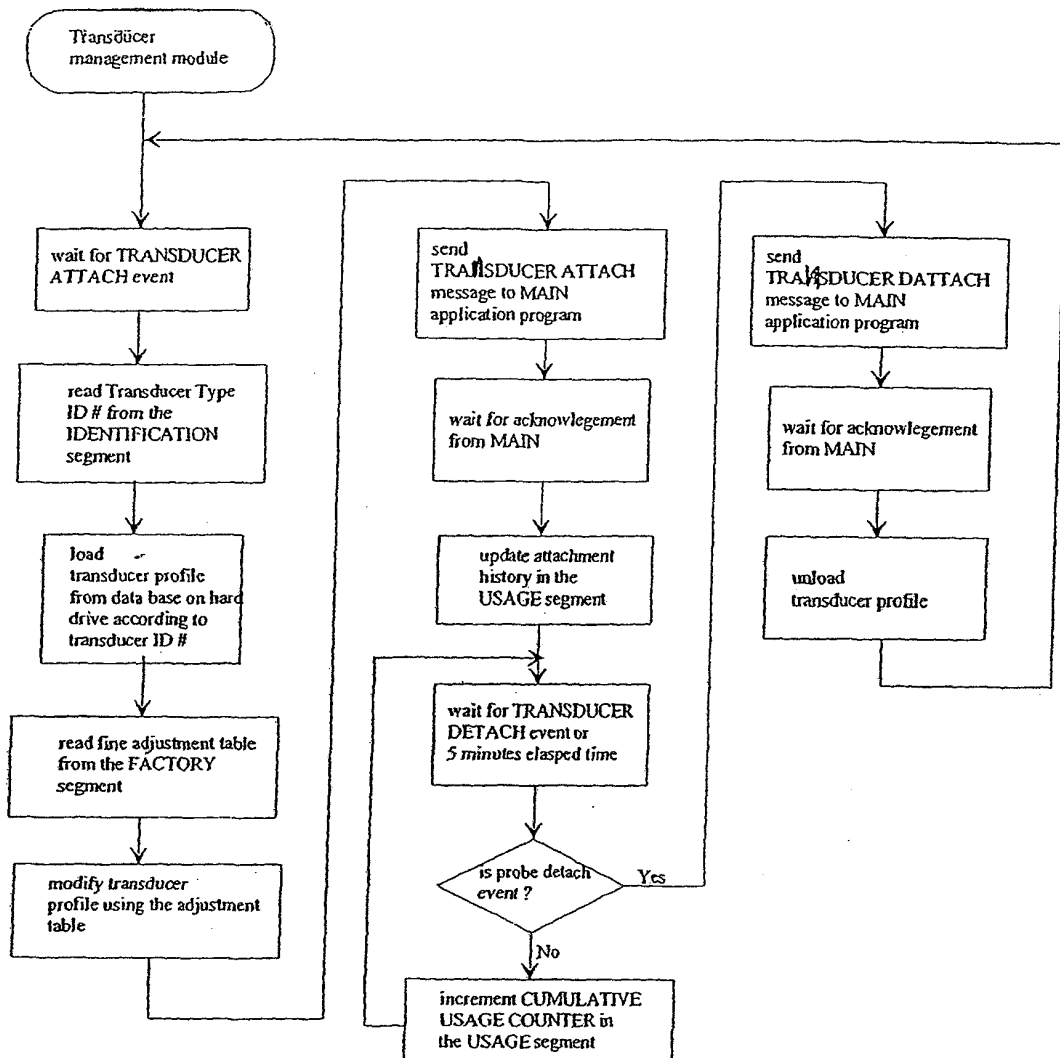 Transducer
management module
wait for TRANSDUCER
ATTACH event
read Transducer Type
ID # from the
IDENTIFICATION
segment
load
transducer profile
from data base on hard
drive according to
transducer ID #
read fine adjustment table
from the FACTORY
segment
modify transducer
profile using the adjustment
table
send
TRANSDUCER ATTACH
message to MAIN
application program
wait for acknowlegement
from MAIN
update attachment
history in the
USAGE segment
wait for TRANSDUCER
DETACH event or
5 minutes elasped time
is probe detach
event ?
Yes
No
increment CUMULATIVE
USAGE COUNTER in
the USAGE segment
send
TRANSDUCER DATTACH
message to MAIN
application program
wait for acknowlegement
from MAIN
unload
transducer profile